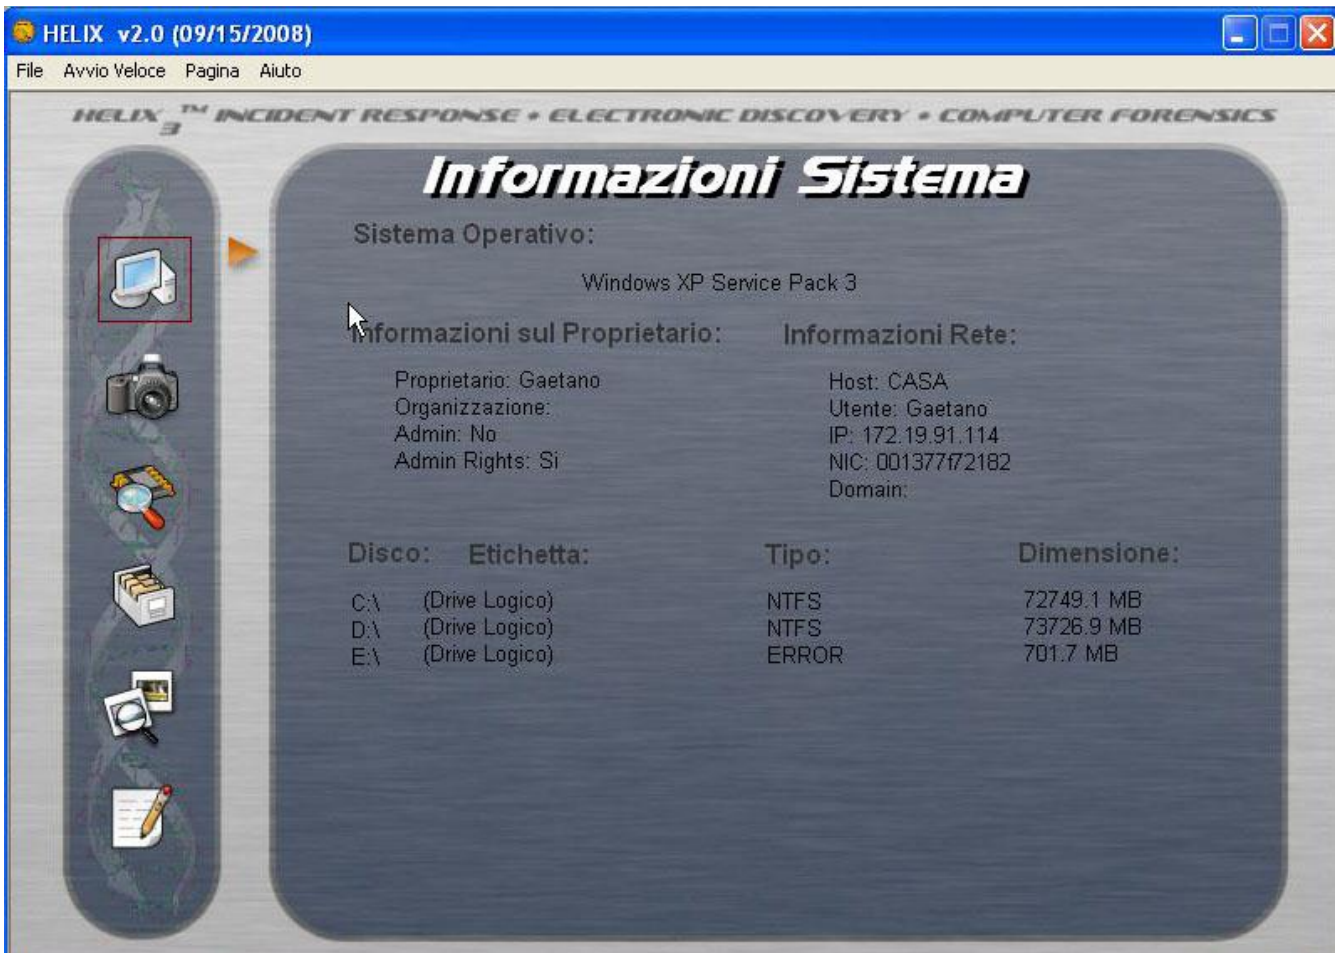 HELIX v2.0 (09/15/2008)
File Avvio Veloce Pagina Aiuto
HELIX 3™ INCIDENT RESPONSE • ELECTRONIC DISCOVERY • COMPUTER FORENSICS
Informazioni Sistema
Sistema Operativo:
Windows XP Service Pack 3
Informazioni sul Proprietario:
Proprietario: Gaetano
Organizzazione:
Admin: No
Admin Rights: Si
Informazioni Rete:
Host: CASA
Utente: Gaetano
IP: 172.19.91.114
NIC: 001377f72182
Domain:
Disco: Etichetta: Tipo: Dimensione:
C:\ (Drive Logico) NTFS 72749.1 MB
D:\ (Drive Logico) NTFS 73726.9 MB
E:\ (Drive Logico) ERROR 701.7 MB